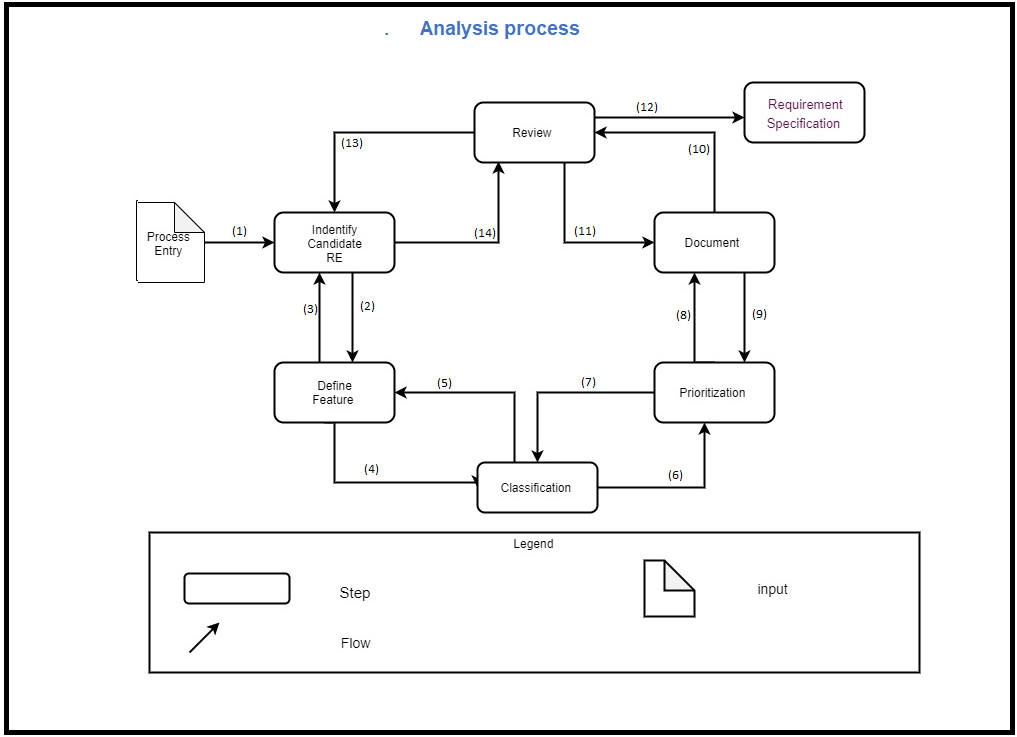 . Analysis process
Requirement
Specification
(12)
Review
(13)
(10)
Process
Entry
(1)
Indentify
Candidate
RE
(14)
(11)
Document
(3)
(2)
(8)
(9)
Define
Feature
(5)
(7)
Prioritization
(4)
Classification
(6)
Legend
Step
input
Flow